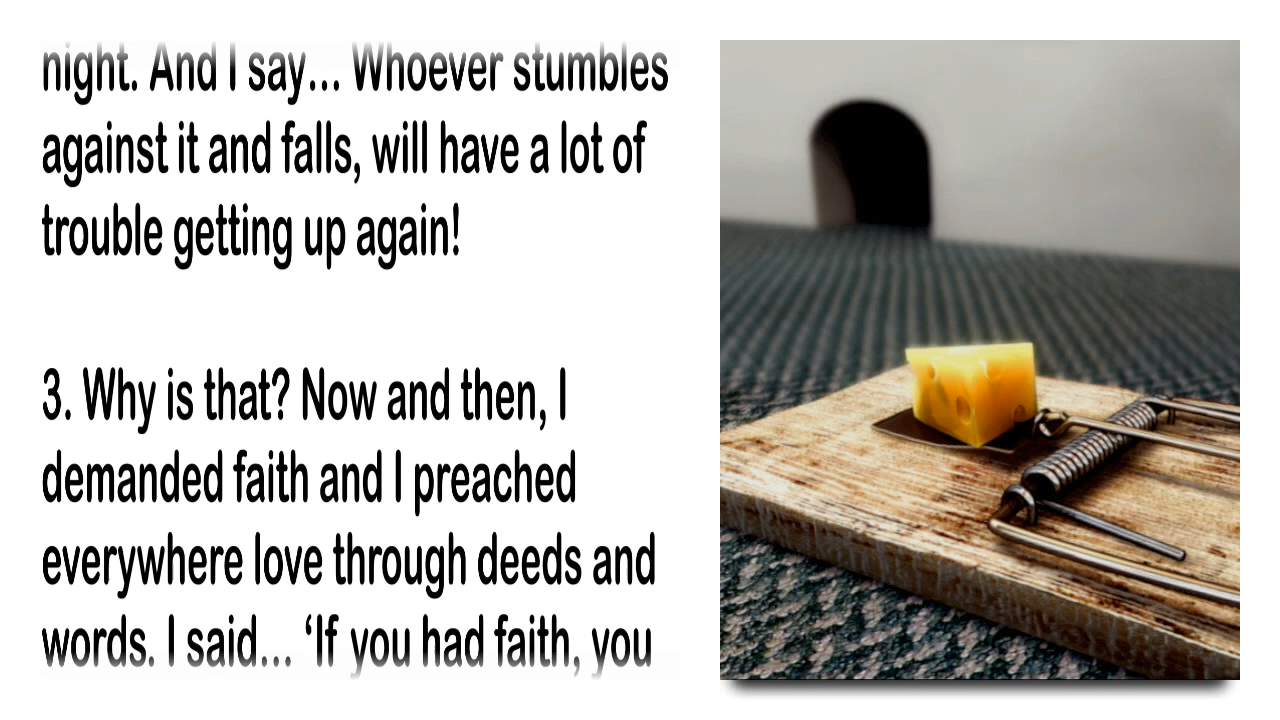 night. And I say... Whoever stumbles
against it and falls, will have a lot of
trouble getting up again!
3. Why is that? Now and then, I
demanded faith and I preached
everywhere love through deeds and
words. I said... ‘If you had faith, you